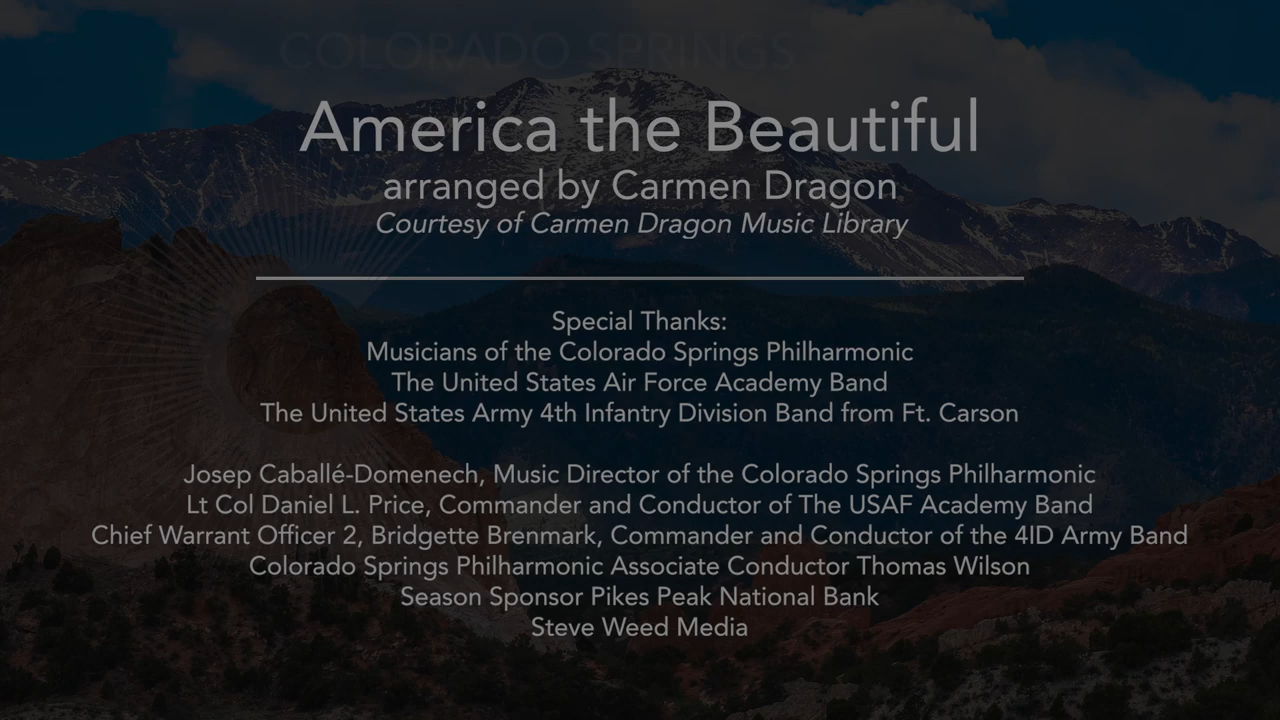 COLORADO SPRINGS
America the Beautiful
arranged by Carmen Dragon
Courtesy of Carmen Dragon Music Library
Special Thanks:
Musicians of the Colorado Springs Philharmonic
The United States Air Force Academy Band
The United States Army 4th Infantry Division Band from Ft. Carson
Josep Caballé-Domenech, Music Director of the Colorado Springs Philharmonic
Lt Col Daniel L. Price, Commander and Conductor of The USAF Academy Band
Chief Warrant Officer 2, Bridgette Brenmark, Commander and Conductor of the 4ID Army Band
Colorado Springs Philharmonic Associate Conductor Thomas Wilson
Season Sponsor Pikes Peak National Bank
Steve Weed Media